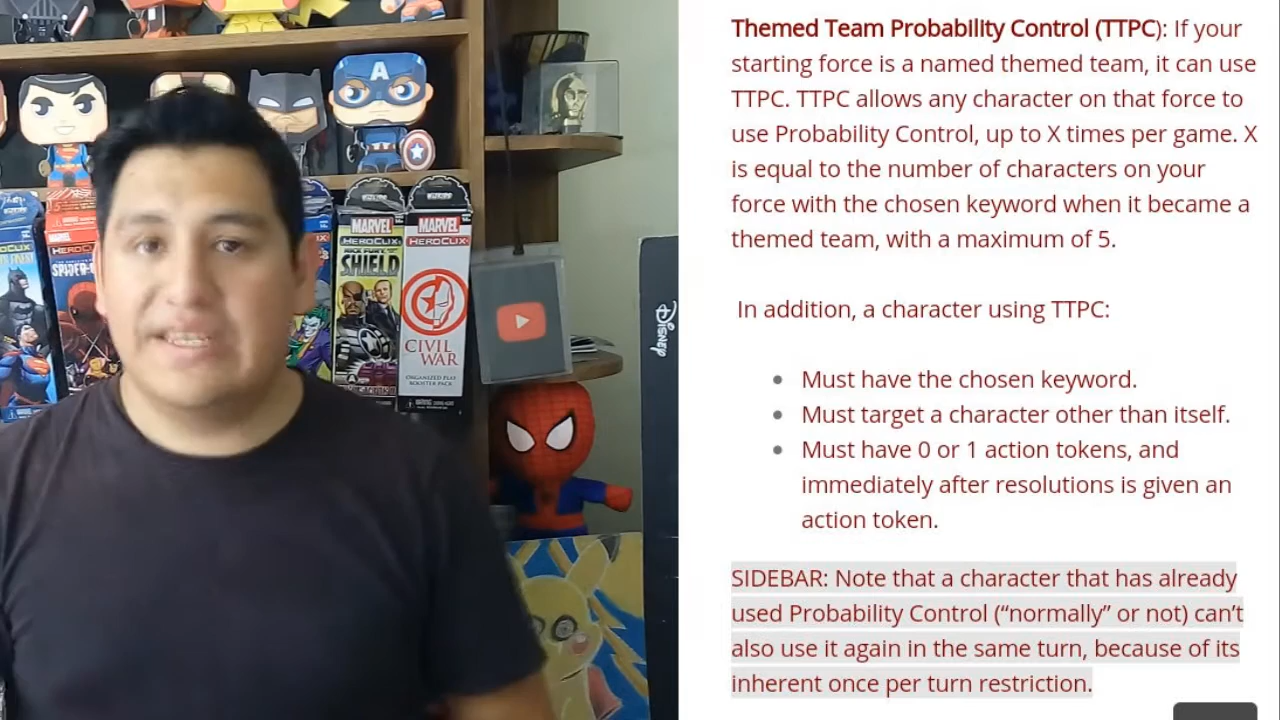 Themed Team Probability Control (TTPC): If your
starting force is a named themed team, it can use
TTPC. TTPC allows any character on that force to
use Probability Control, up to X times per game. X
is equal to the number of characters on your
force with the chosen keyword when it became a
themed team, with a maximum of 5.
In addition, a character using TTPC:
Must have the chosen keyword.
Must target a character other than itself.
Must have 0 or 1 action tokens, and
immediately after resolutions is given an
action token.
SIDEBAR: Note that a character that has already
used Probability Control (“normally” or not) can’t
also use it again in the same turn, because of its
inherent once per turn restriction.
A
MARVEL
HEROCLIX
SHIELD
MARVEL
HEROCLIX
CIVIL
WAR
ORGANIZED PLAY
BOOSTER PACK
Disney